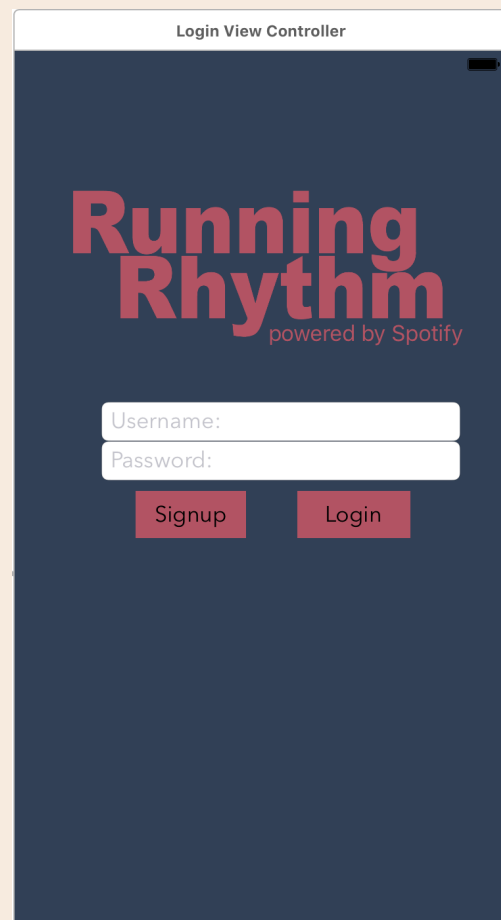 Login View Controller
Running
Rhythm
powered by Spotify
Username:
Password:
Signup
Login